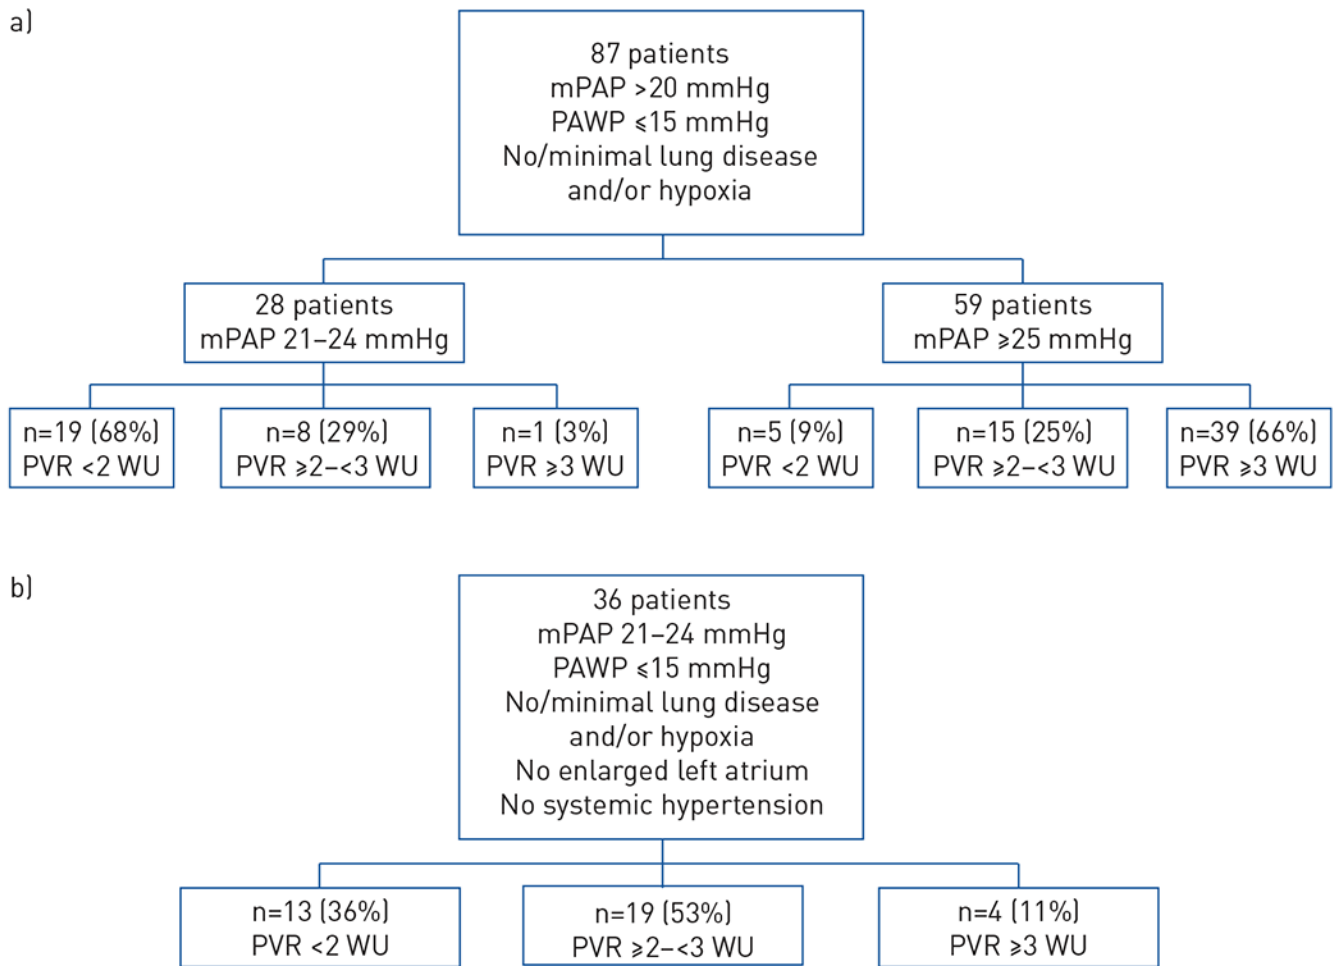 a)
87 patients
mPAP >20 mmHg
PAWP ⩽15 mmHg
No/minimal lung disease
and/or hypoxia
28 patients
mPAP 21–24 mmHg
59 patients
mPAP ⩾25 mmHg
n=19 (68%)
PVR <2 WU
n=8 (29%)
PVR ⩾2–<3 WU
n=1 (3%)
PVR ⩾3 WU
n=5 (9%)
PVR <2 WU
n=15 (25%)
PVR ⩾2–<3 WU
n=39 (66%)
PVR ⩾3 WU
b)
36 patients
mPAP 21–24 mmHg
PAWP ⩽15 mmHg
No/minimal lung disease
and/or hypoxia
No enlarged left atrium
No systemic hypertension
n=13 (36%)
PVR <2 WU
n=19 (53%)
PVR ⩾2–<3 WU
n=4 (11%)
PVR ⩾3 WU